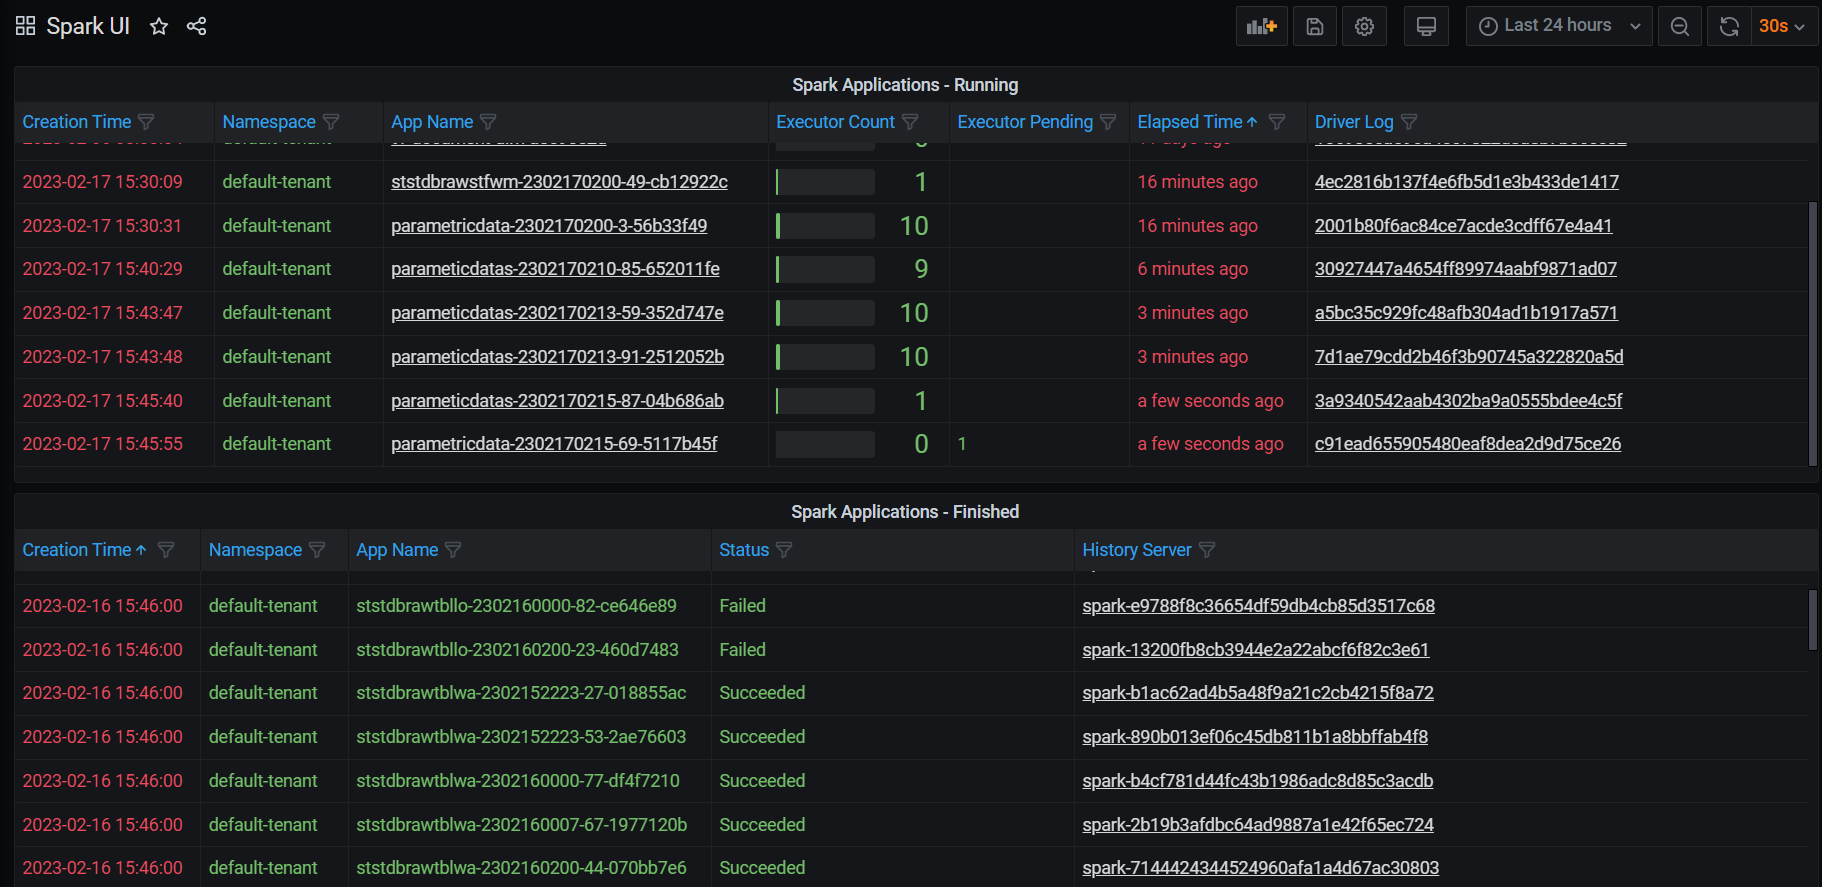 Spark UI
Last 24 hours 30s
Spark Applications - Running
Creation Time Namespace App Name Executor Count Executor Pending Elapsed Time Driver Log
2023-02-17 15:30:09 default-tenant ststdbrawstfwm-2302170200-49-cb12922c 1 16 minutes ago 4ec2816b137f4e6fb5d1e3b433de1417
2023-02-17 15:30:31 default-tenant parametricdata-2302170200-3-56b33f49 10 16 minutes ago 2001b80f6ac84ce7acde3cdff67e4a41
2023-02-17 15:40:29 default-tenant parameticdatas-2302170210-85-652011fe 9 6 minutes ago 30927447a4654ff89974aabf9871ad07
2023-02-17 15:43:47 default-tenant parameticdatas-2302170213-59-352d747e 10 3 minutes ago a5bc35c929fc48afb304ad1b1917a571
2023-02-17 15:43:48 default-tenant parameticdatas-2302170213-91-2512052b 10 3 minutes ago 7d1ae79cdd2b46f3b90745a322820a5d
2023-02-17 15:45:40 default-tenant parameticdatas-2302170215-87-04b686ab 1 a few seconds ago 3a9340542aab4302ba9a0555bdee4c5f
2023-02-17 15:45:55 default-tenant parametricdata-2302170215-69-5117b45f 0 1 a few seconds ago c91ead655905480eaf8dea2d9d75ce26
Spark Applications - Finished
Creation Time Namespace App Name Status History Server
2023-02-16 15:46:00 default-tenant ststdbrawtbllo-2302160000-82-ce646e89 Failed spark-e9788f8c36654df59db4cb85d3517c68
2023-02-16 15:46:00 default-tenant ststdbrawtbllo-2302160200-23-460d7483 Failed spark-13200fb8cb3944e2a22abcf6f82c3e61
2023-02-16 15:46:00 default-tenant ststdbrawtblwa-2302152223-27-018855ac Succeeded spark-b1ac62ad4b5a48f9a21c2cb4215f8a72
2023-02-16 15:46:00 default-tenant ststdbrawtblwa-2302152223-53-2ae76603 Succeeded spark-890b013ef06c45db811b1a8bbffab4f8
2023-02-16 15:46:00 default-tenant ststdbrawtblwa-2302160000-77-df4f7210 Succeeded spark-b4cf781d44fc43b1986adc8d85c3acdb
2023-02-16 15:46:00 default-tenant ststdbrawtblwa-2302160007-67-1977120b Succeeded spark-2b19b3afdbc64ad9887a1e42f65ec724
2023-02-16 15:46:00 default-tenant ststdbrawtblwa-2302160200-44-070bb7e6 Succeeded spark-7144424344524960afa1a4d67ac30803